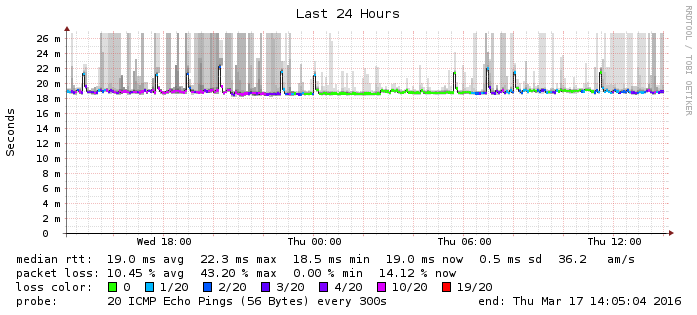 Last 24 Hours
RRDTOOL / TOBI OETIKER
Seconds
26 m
24 m
22 m
20 m
18 m
16 m
14 m
12 m
10 m
8 m
6 m
4 m
2 m
0
Wed 18:00 Thu 00:00 Thu 06:00 Thu 12:00
median rtt: 19.0 ms avg 22.3 ms max 18.5 ms min 19.0 ms now 0.5 ms sd 36.2 am/s
packet loss: 10.45 % avg 43.20 % max 0.00 % min 14.12 % now
loss color: 0 1/20 2/20 3/20 4/20 10/20 19/20
probe: 20 ICMP Echo Pings (56 Bytes) every 300s end: Thu Mar 17 14:05:04 2016